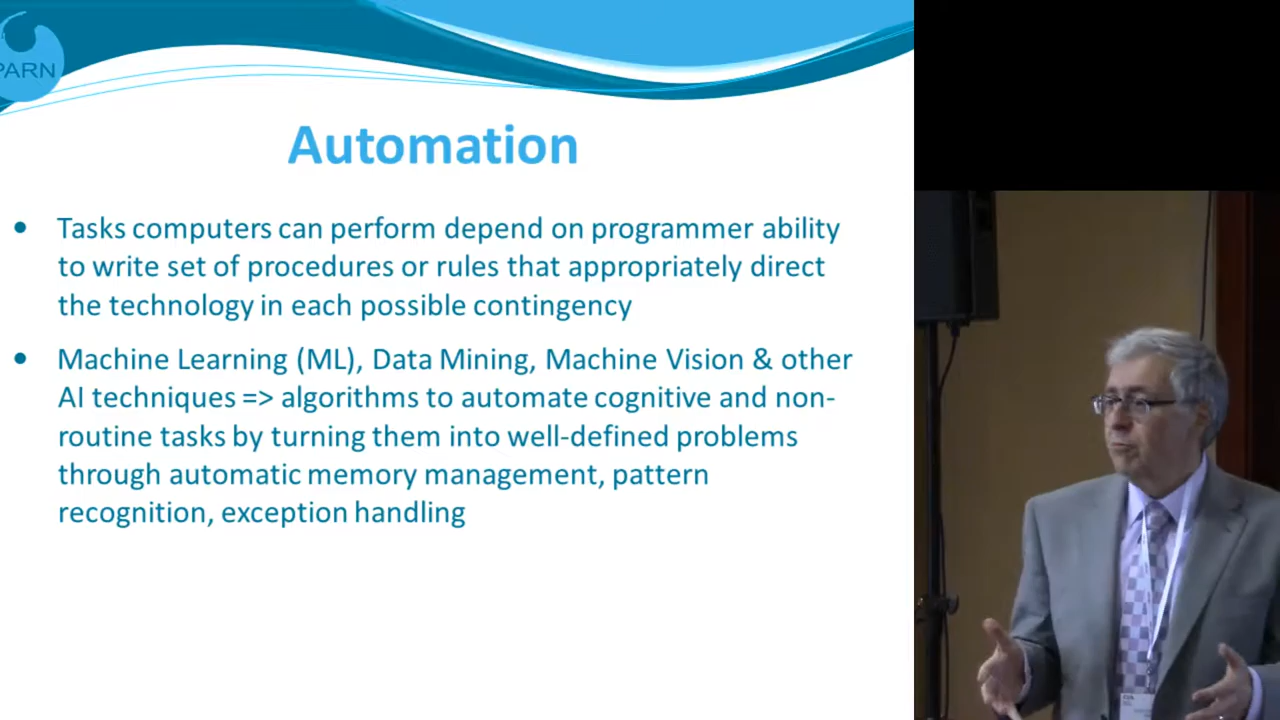 PARN
Automation
• Tasks computers can perform depend on programmer ability
to write set of procedures or rules that appropriately direct
the technology in each possible contingency
• Machine Learning (ML), Data Mining, Machine Vision & other
AI techniques => algorithms to automate cognitive and non-
routine tasks by turning them into well-defined problems
through automatic memory management, pattern
recognition, exception handling